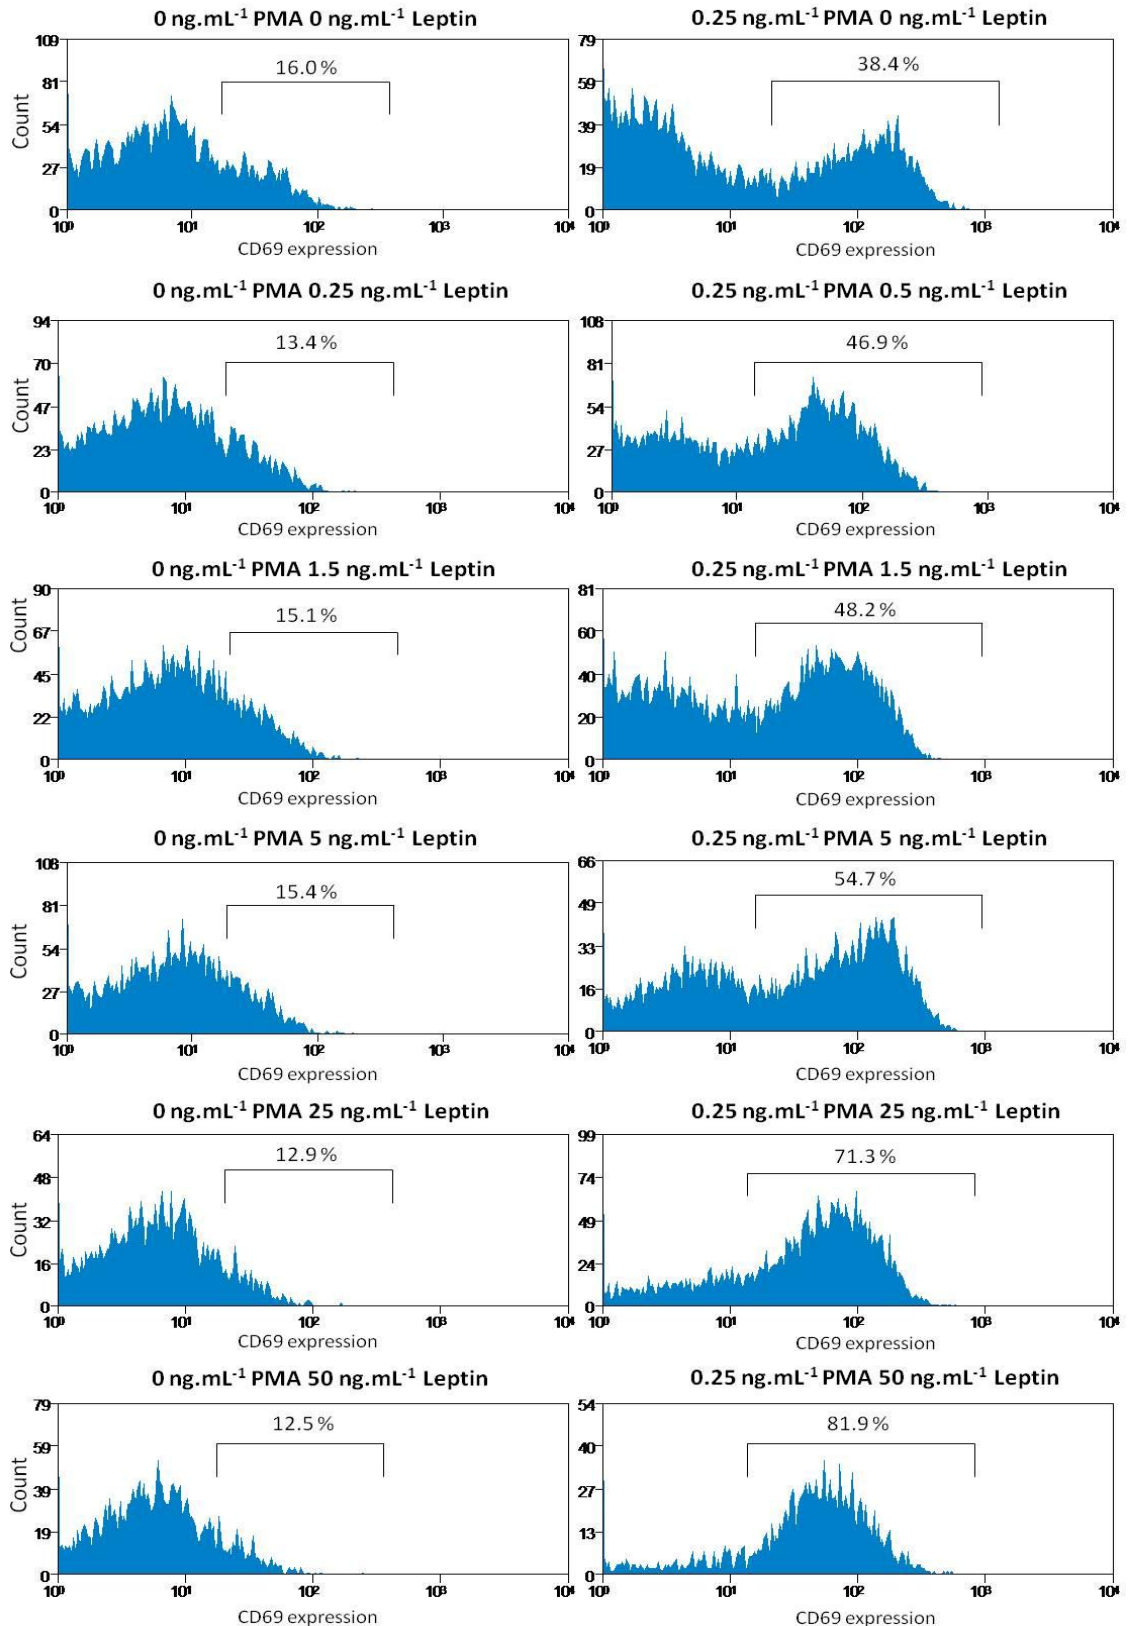 0 ng.mL⁻¹ PMA 0 ng.mL⁻¹ Leptin
109
81
54
27
0
Count
16.0 %
10⁰ 10¹ 10² 10³ 10⁴
CD69 expression
0.25 ng.mL⁻¹ PMA 0 ng.mL⁻¹ Leptin
79
59
39
19
0
38.4 %
10⁰ 10¹ 10² 10³ 10⁴
CD69 expression
0 ng.mL⁻¹ PMA 0.25 ng.mL⁻¹ Leptin
94
70
47
23
0
Count
13.4 %
10⁰ 10¹ 10² 10³ 10⁴
CD69 expression
0.25 ng.mL⁻¹ PMA 0.5 ng.mL⁻¹ Leptin
108
81
54
27
0
46.9 %
10⁰ 10¹ 10² 10³ 10⁴
CD69 expression
0 ng.mL⁻¹ PMA 1.5 ng.mL⁻¹ Leptin
90
67
45
22
0
Count
15.1 %
10⁰ 10¹ 10² 10³ 10⁴
CD69 expression
0.25 ng.mL⁻¹ PMA 1.5 ng.mL⁻¹ Leptin
81
60
40
20
0
48.2 %
10⁰ 10¹ 10² 10³ 10⁴
CD69 expression
0 ng.mL⁻¹ PMA 5 ng.mL⁻¹ Leptin
108
81
54
27
0
Count
15.4 %
10⁰ 10¹ 10² 10³ 10⁴
CD69 expression
0.25 ng.mL⁻¹ PMA 5 ng.mL⁻¹ Leptin
66
49
33
16
0
54.7 %
10⁰ 10¹ 10² 10³ 10⁴
CD69 expression
0 ng.mL⁻¹ PMA 25 ng.mL⁻¹ Leptin
64
48
32
16
0
Count
12.9 %
10⁰ 10¹ 10² 10³ 10⁴
CD69 expression
0.25 ng.mL⁻¹ PMA 25 ng.mL⁻¹ Leptin
99
74
49
24
0
71.3 %
10⁰ 10¹ 10² 10³ 10⁴
CD69 expression
0 ng.mL⁻¹ PMA 50 ng.mL⁻¹ Leptin
79
59
39
19
0
Count
12.5 %
10⁰ 10¹ 10² 10³ 10⁴
CD69 expression
0.25 ng.mL⁻¹ PMA 50 ng.mL⁻¹ Leptin
54
40
27
13
0
81.9 %
10⁰ 10¹ 10² 10³ 10⁴
CD69 expression